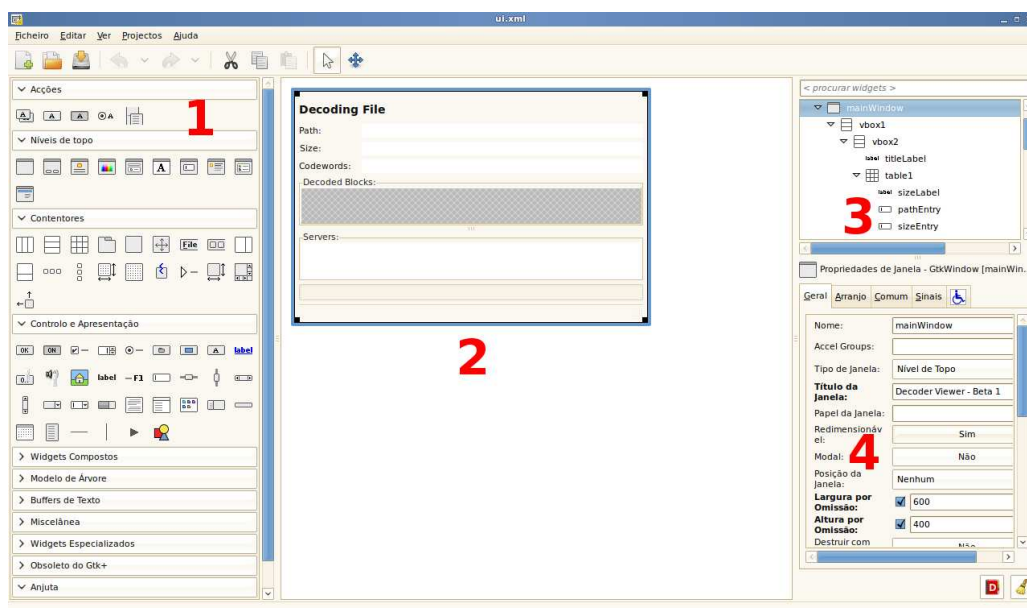 ui.xml
Ficheiro Editar Ver Projectos Ajuda
Acções
1
Níveis de topo
Contentores
File
Controlo e Apresentação
OK ON label
label
Widgets Compostos
Modelo de Árvore
Buffers de Texto
Miscelânea
Widgets Especializados
Obsoleto do Gtk+
Anjuta
Decoding File
Path:
Size:
Codewords:
Decoded Blocks:
Servers:
2
< procurar widgets >
mainWindow
vbox1
vbox2
label titleLabel
table1
label sizeLabel
pathEntry
sizeEntry
3
Propriedades de Janela - GtkWindow [mainWin...
Geral Arranjo Comum Sinais
Nome: mainWindow
Accel Groups:
Tipo de Janela: Nível de Topo
Título da Janela: Decoder Viewer - Beta 1
Papel da Janela:
Redimensionável: Sim
Modal: Não
4
Posição da Janela: Nenhum
Largura por Omissão: 600
Altura por Omissão: 400
Destruir com Não